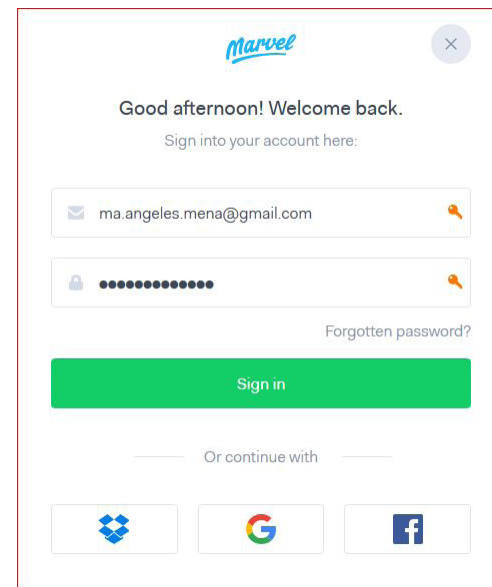 Marvel
Good afternoon! Welcome back.
Sign into your account here:
ma.angeles.mena@gmail.com
●●●●●●●●●●●●●
Forgotten password?
Sign in
Or continue with